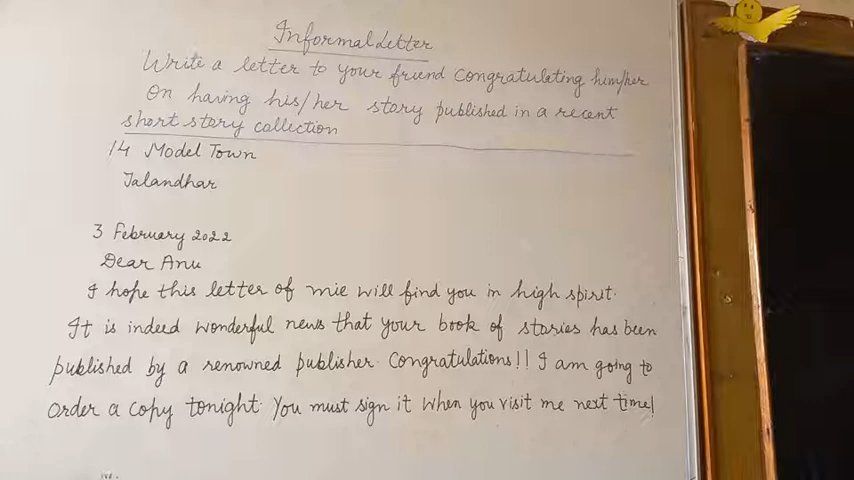 Informal Letter
Write a letter to your friend congratulating him/her
On having his/her story published in a recent
short story collection
14 Model Town
Jalandhar
3 February 2022
Dear Anu
I hope this letter of mie will find you in high spirit.
It is indeed wonderful news that your book of stories has been
published by a renowned publisher. Congratulations!! I am going to
Order a copy tonight. You must sign it when you visit me next time!